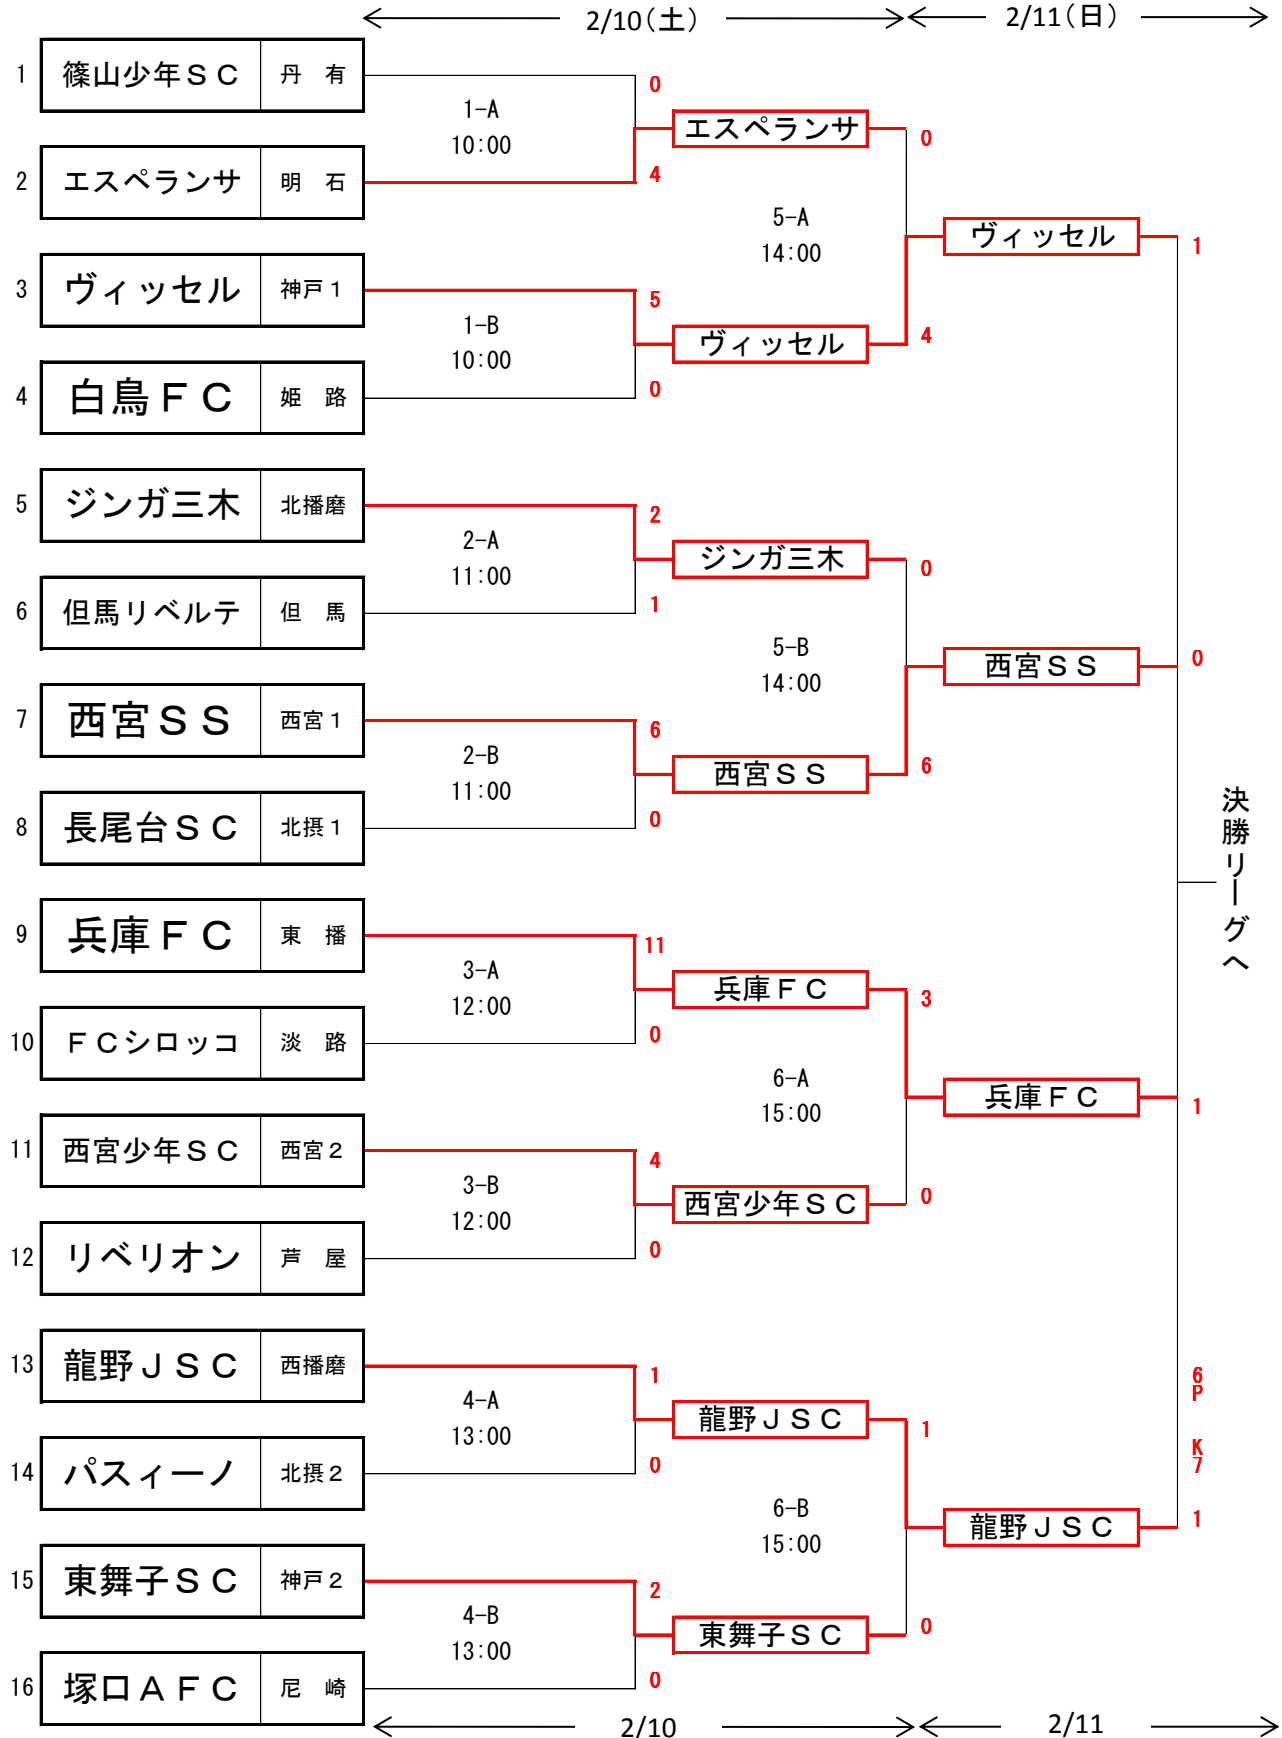 2/10(土)
2/11(日)
1 篠山少年ＳＣ 丹　有
0
1-A
10:00
エスペランサ
0
2 エスペランサ 明　石
4
5-A
14:00
ヴィッセル
1
3 ヴィッセル 神戸１
5
1-B
10:00
ヴィッセル
4
4 白鳥ＦＣ 姫　路
0
5 ジンガ三木 北播磨
2
2-A
11:00
ジンガ三木
0
6 但馬リベルテ 但　馬
1
5-B
14:00
西宮ＳＳ
0
7 西宮ＳＳ 西宮１
6
2-B
11:00
西宮ＳＳ
6
8 長尾台ＳＣ 北摂１
0
決勝リーグへ
9 兵庫ＦＣ 東　播
11
3-A
12:00
兵庫ＦＣ
3
10 ＦＣシロッコ 淡　路
0
6-A
15:00
兵庫ＦＣ
1
11 西宮少年ＳＣ 西宮２
4
3-B
12:00
西宮少年ＳＣ
0
12 リベリオン 芦　屋
0
13 龍野ＪＳＣ 西播磨
1
6P
4-A
13:00
龍野ＪＳＣ
1
K7
14 パスィーノ 北摂２
0
6-B
15:00
龍野ＪＳＣ
1
15 東舞子ＳＣ 神戸２
2
4-B
13:00
東舞子ＳＣ
0
16 塚口ＡＦＣ 尼　崎
0
2/10
2/11